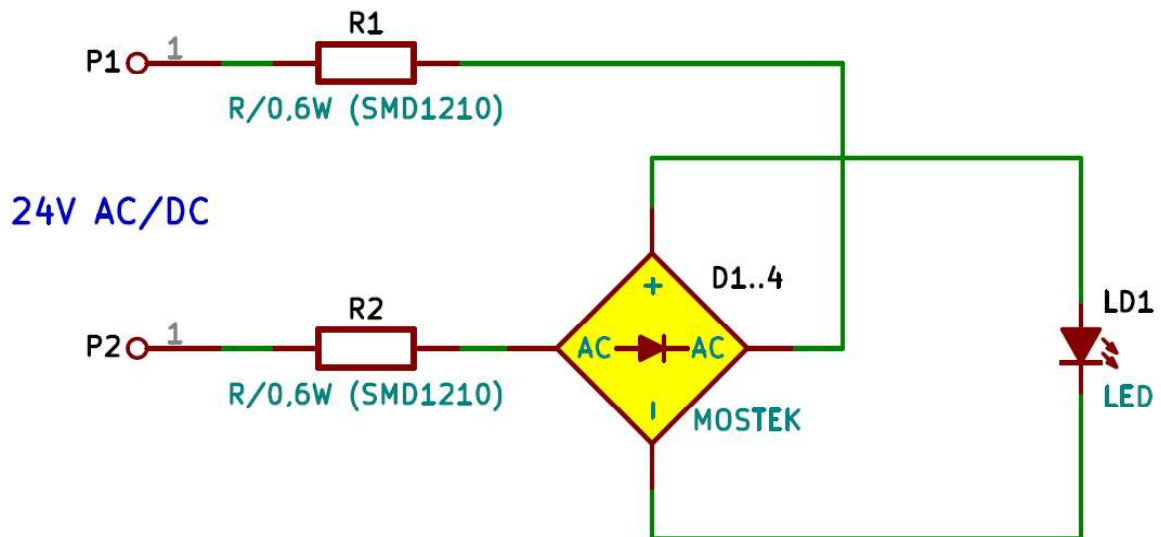 R1
P1
1
R/0,6W (SMD1210)
24V AC/DC
+
D1..4
R2
LD1
P2
1
AC
AC
R/0,6W (SMD1210)
-
MOSTEK
LED